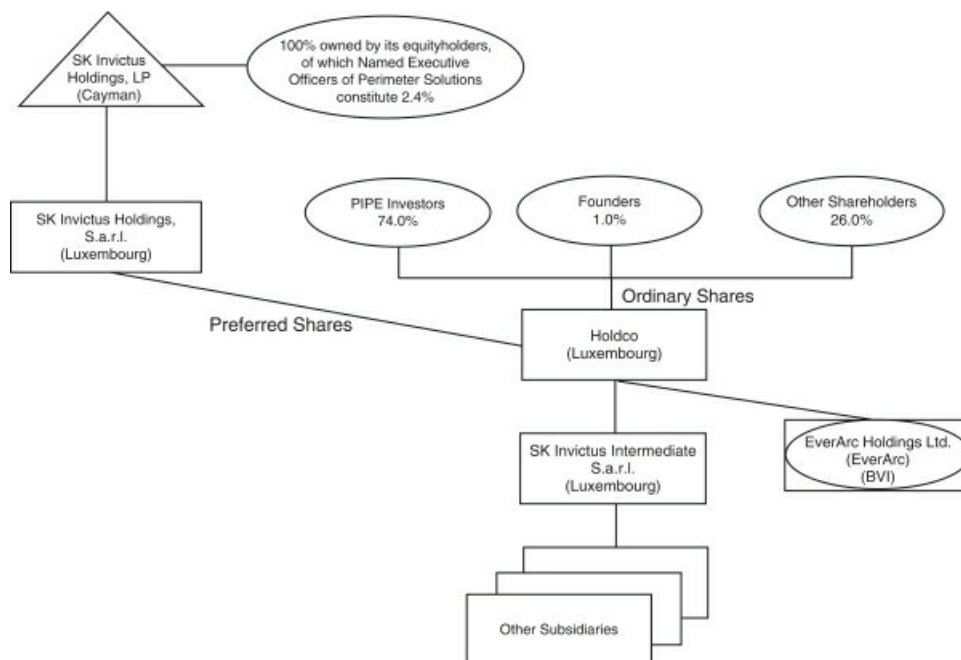 SK Invictus
Holdings, LP
(Cayman)
100% owned by its equityholders,
of which Named Executive
Officers of Perimeter Solutions
constitute 2.4%
SK Invictus Holdings,
S.a.r.l.
(Luxembourg)
PIPE Investors
74.0%
Founders
1.0%
Other Shareholders
26.0%
Ordinary Shares
Preferred Shares
Holdco
(Luxembourg)
SK Invictus Intermediate
S.a.r.l.
(Luxembourg)
EverArc Holdings Ltd.
(EverArc)
(BVI)
Other Subsidiaries